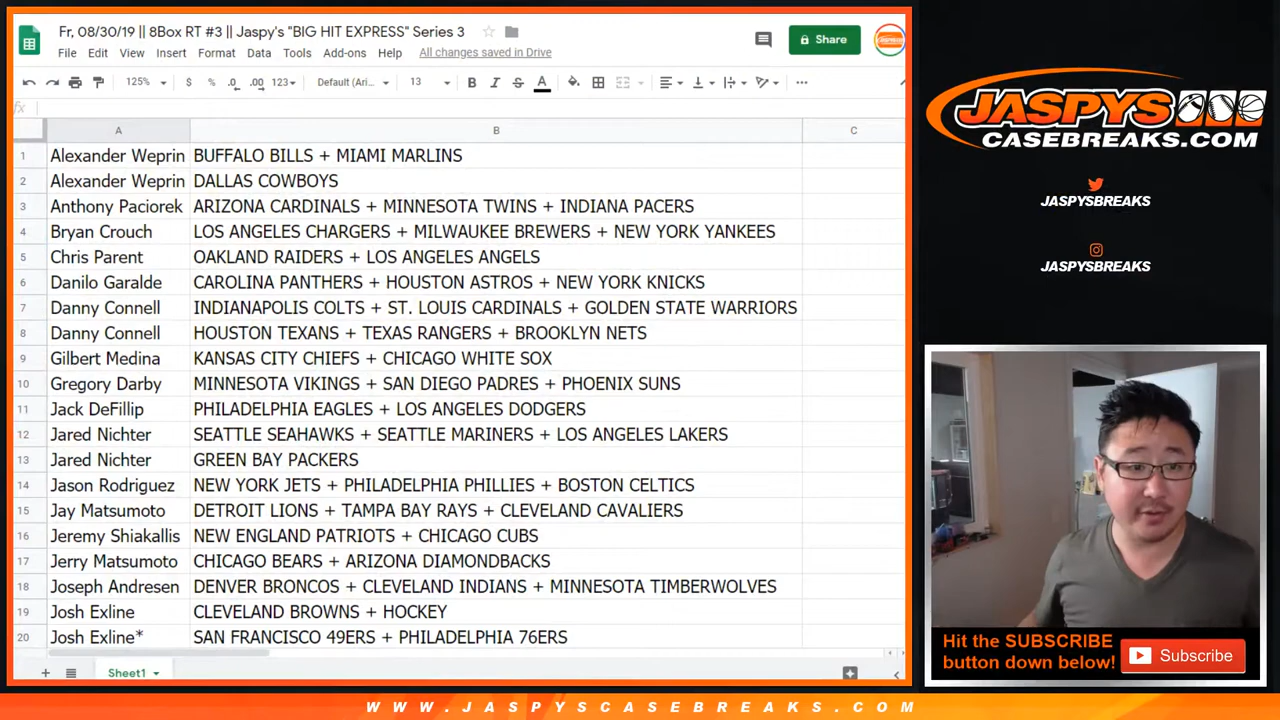 Fr, 08/30/19 || 8Box RT #3 || Jaspy's "BIG HIT EXPRESS" Series 3
File Edit View Insert Format Data Tools Add-ons Help All changes saved in Drive
Share
125% $ % .0 .00 123 Default (Ari... 13 B I S A
fx
A B C
1 Alexander Weprin BUFFALO BILLS + MIAMI MARLINS
2 Alexander Weprin DALLAS COWBOYS
3 Anthony Paciorek ARIZONA CARDINALS + MINNESOTA TWINS + INDIANA PACERS
4 Bryan Crouch LOS ANGELES CHARGERS + MILWAUKEE BREWERS + NEW YORK YANKEES
5 Chris Parent OAKLAND RAIDERS + LOS ANGELES ANGELS
6 Danilo Garalde CAROLINA PANTHERS + HOUSTON ASTROS + NEW YORK KNICKS
7 Danny Connell INDIANAPOLIS COLTS + ST. LOUIS CARDINALS + GOLDEN STATE WARRIORS
8 Danny Connell HOUSTON TEXANS + TEXAS RANGERS + BROOKLYN NETS
9 Gilbert Medina KANSAS CITY CHIEFS + CHICAGO WHITE SOX
10 Gregory Darby MINNESOTA VIKINGS + SAN DIEGO PADRES + PHOENIX SUNS
11 Jack DeFillip PHILADELPHIA EAGLES + LOS ANGELES DODGERS
12 Jared Nichter SEATTLE SEAHAWKS + SEATTLE MARINERS + LOS ANGELES LAKERS
13 Jared Nichter GREEN BAY PACKERS
14 Jason Rodriguez NEW YORK JETS + PHILADELPHIA PHILLIES + BOSTON CELTICS
15 Jay Matsumoto DETROIT LIONS + TAMPA BAY RAYS + CLEVELAND CAVALIERS
16 Jeremy Shiakallis NEW ENGLAND PATRIOTS + CHICAGO CUBS
17 Jerry Matsumoto CHICAGO BEARS + ARIZONA DIAMONDBACKS
18 Joseph Andresen DENVER BRONCOS + CLEVELAND INDIANS + MINNESOTA TIMBERWOLVES
19 Josh Exline CLEVELAND BROWNS + HOCKEY
20 Josh Exline* SAN FRANCISCO 49ERS + PHILADELPHIA 76ERS
Sheet1
JASPYS
CASEBREAKS.COM
JASPYSBREAKS
JASPYSBREAKS
Hit the SUBSCRIBE
button down below!
Subscribe
WWW.JASPYSCASEBREAKS.COM